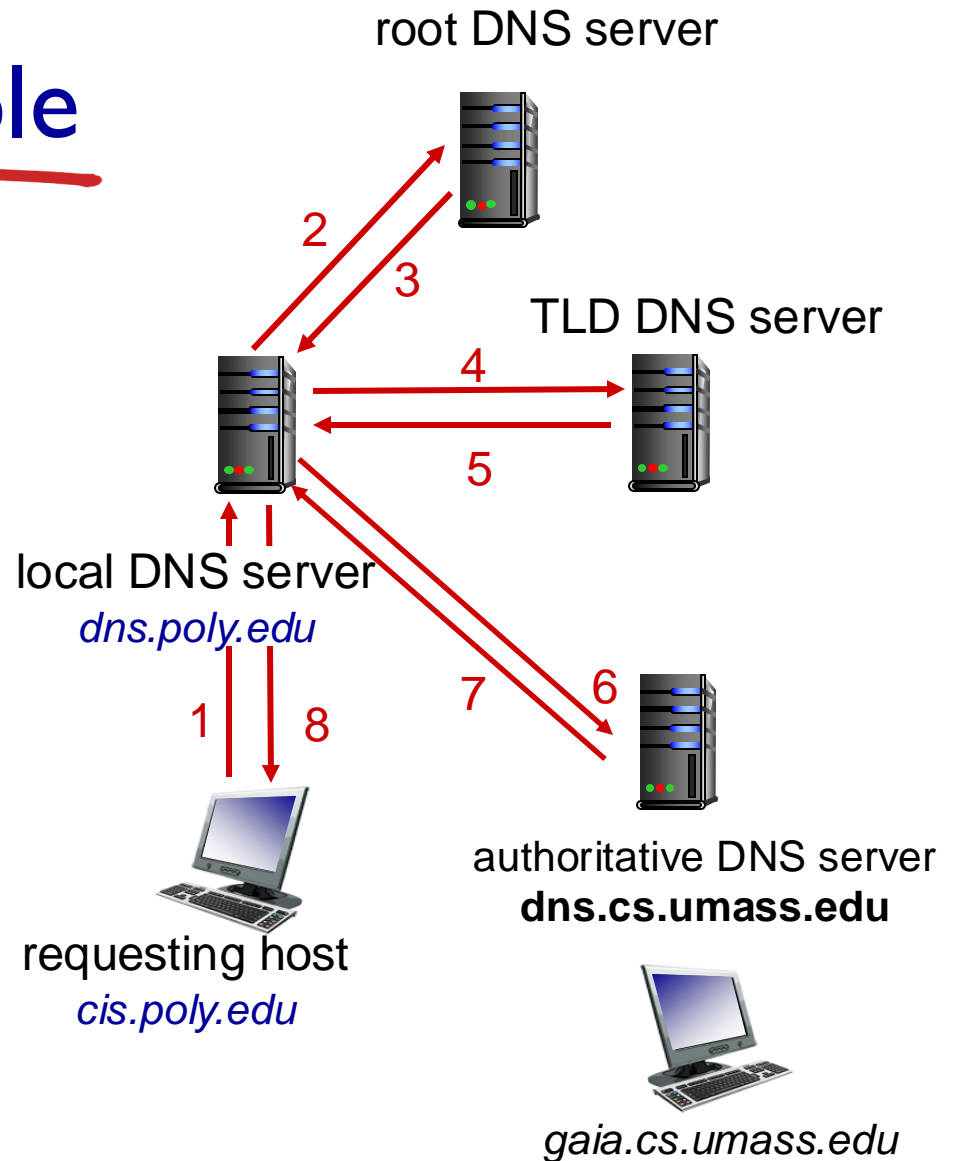 root DNS server
ple
2
3
TLD DNS server
4
5
local DNS server
dns.poly.edu
6
7
1
8
authoritative DNS server
dns.cs.umass.edu
requesting host
cis.poly.edu
gaia.cs.umass.edu